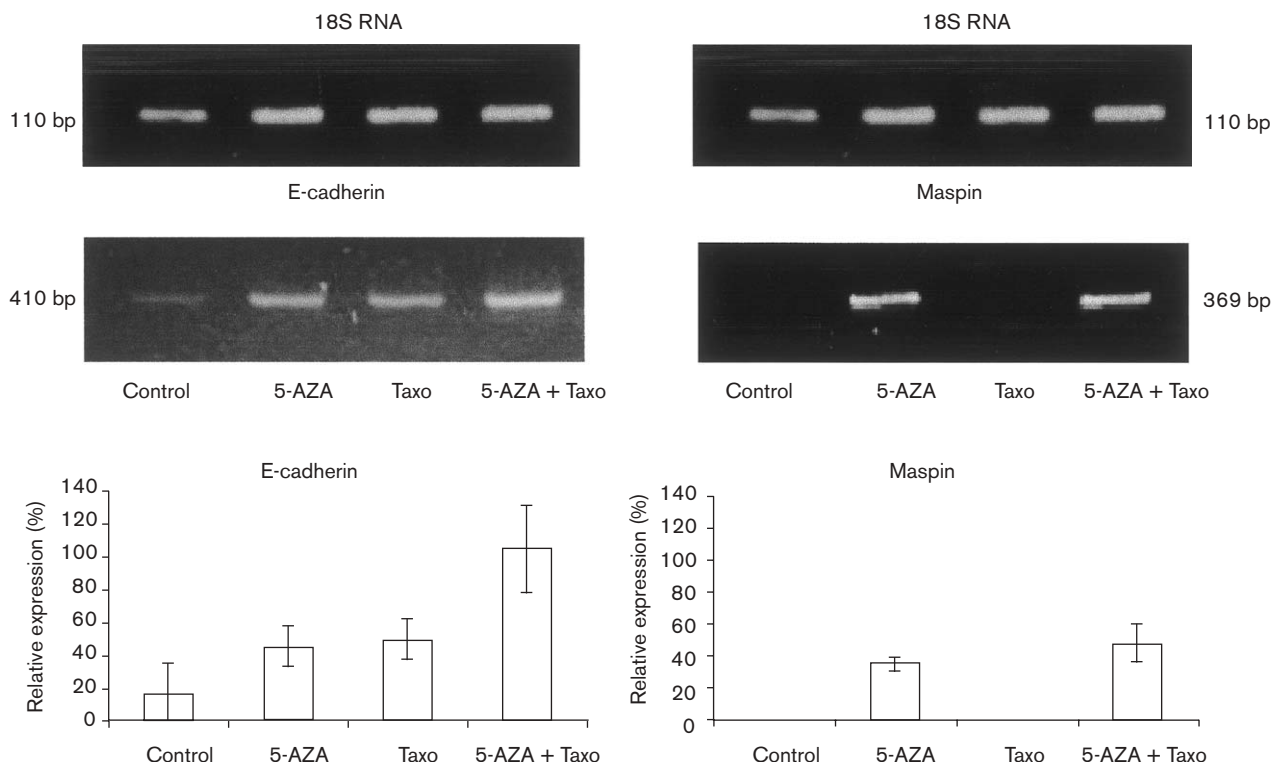 18S RNA
110 bp
E-cadherin
410 bp
Control 5-AZA Taxo 5-AZA + Taxo
18S RNA
110 bp
Maspin
369 bp
Control 5-AZA Taxo 5-AZA + Taxo
E-cadherin
Relative expression (%)
140
120
100
80
60
40
20
0
Control 5-AZA Taxo 5-AZA + Taxo
Maspin
Relative expression (%)
140
120
100
80
60
40
20
0
Control 5-AZA Taxo 5-AZA + Taxo